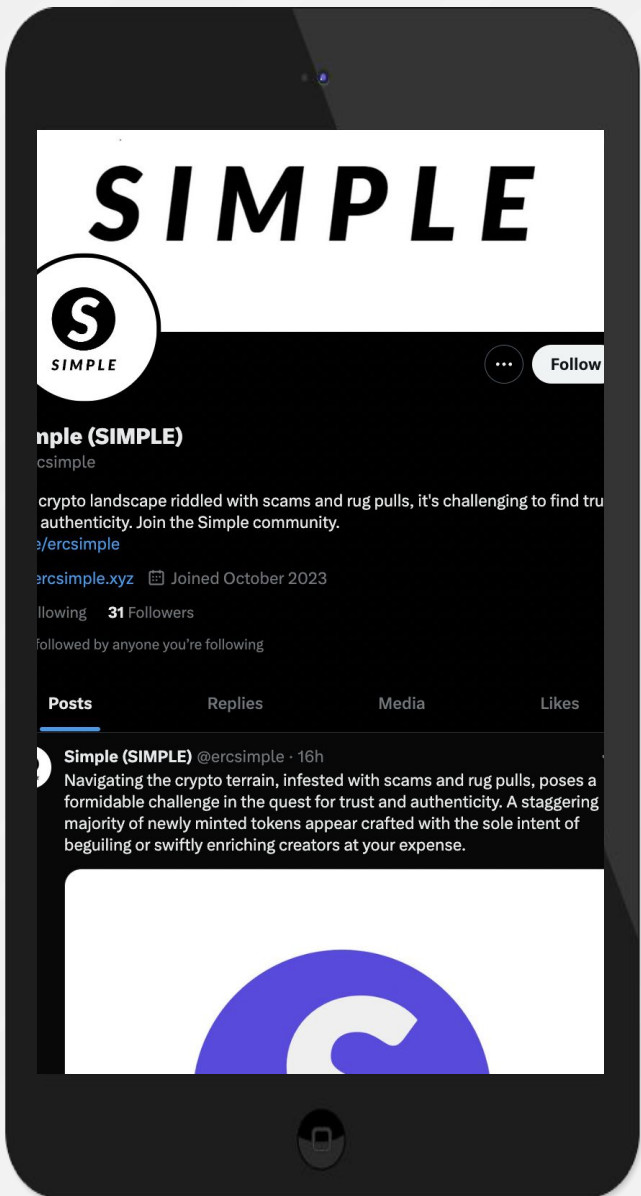 SIMPLE
S
SIMPLE
Follow
mple (SIMPLE)
csimple
crypto landscape riddled with scams and rug pulls, it's challenging to find tru
authenticity. Join the Simple community.
e/ercsimple
ercsimple.xyz Joined October 2023
llowing 31 Followers
followed by anyone you're following
Posts Replies Media Likes
Simple (SIMPLE) @ercsimple · 16h
Navigating the crypto terrain, infested with scams and rug pulls, poses a
formidable challenge in the quest for trust and authenticity. A staggering
majority of newly minted tokens appear crafted with the sole intent of
beguiling or swiftly enriching creators at your expense.
S